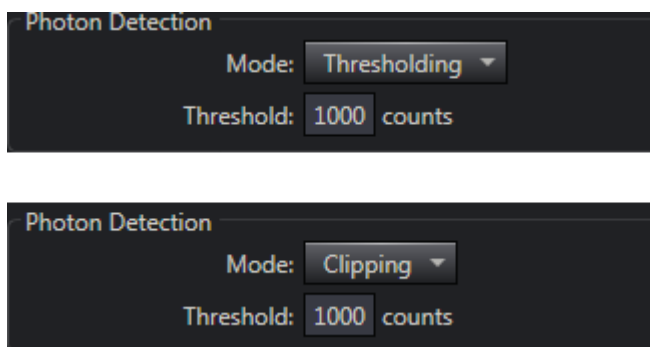 Photon Detection
Mode: Thresholding
Threshold: 1000 counts
Photon Detection
Mode: Clipping
Threshold: 1000 counts